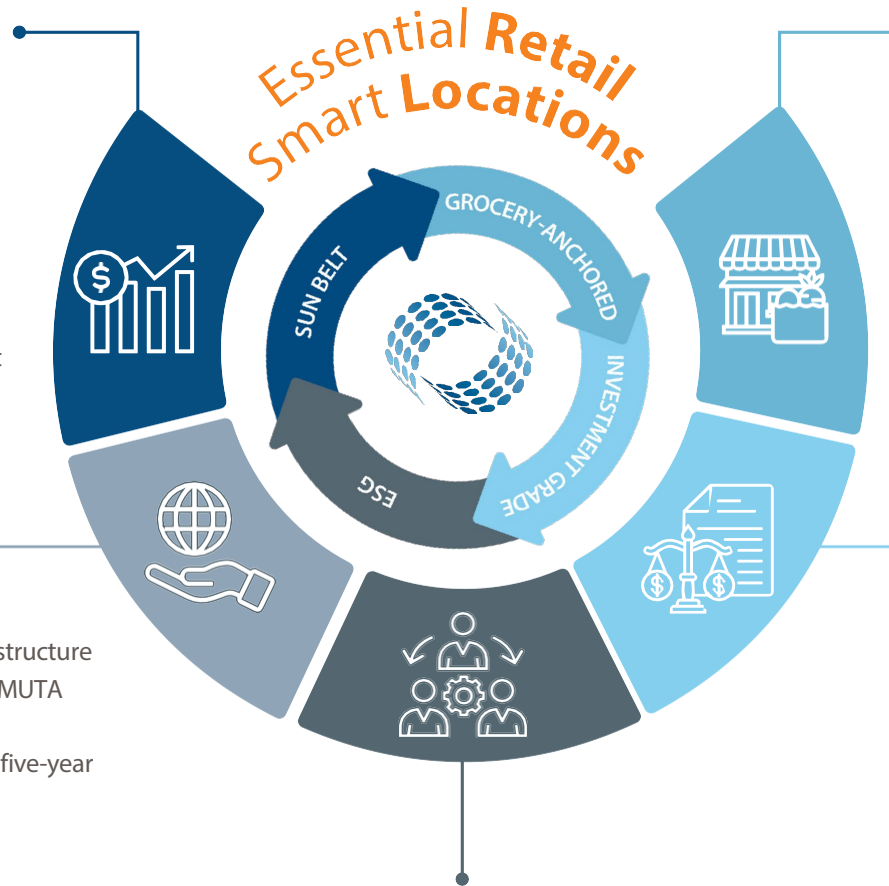 Essential Retail
Smart Locations
SUN BELT
GROCERY-ANCHORED
INVESTMENT GRADE
ESG
$
$ $
structure
MUTA
five-year